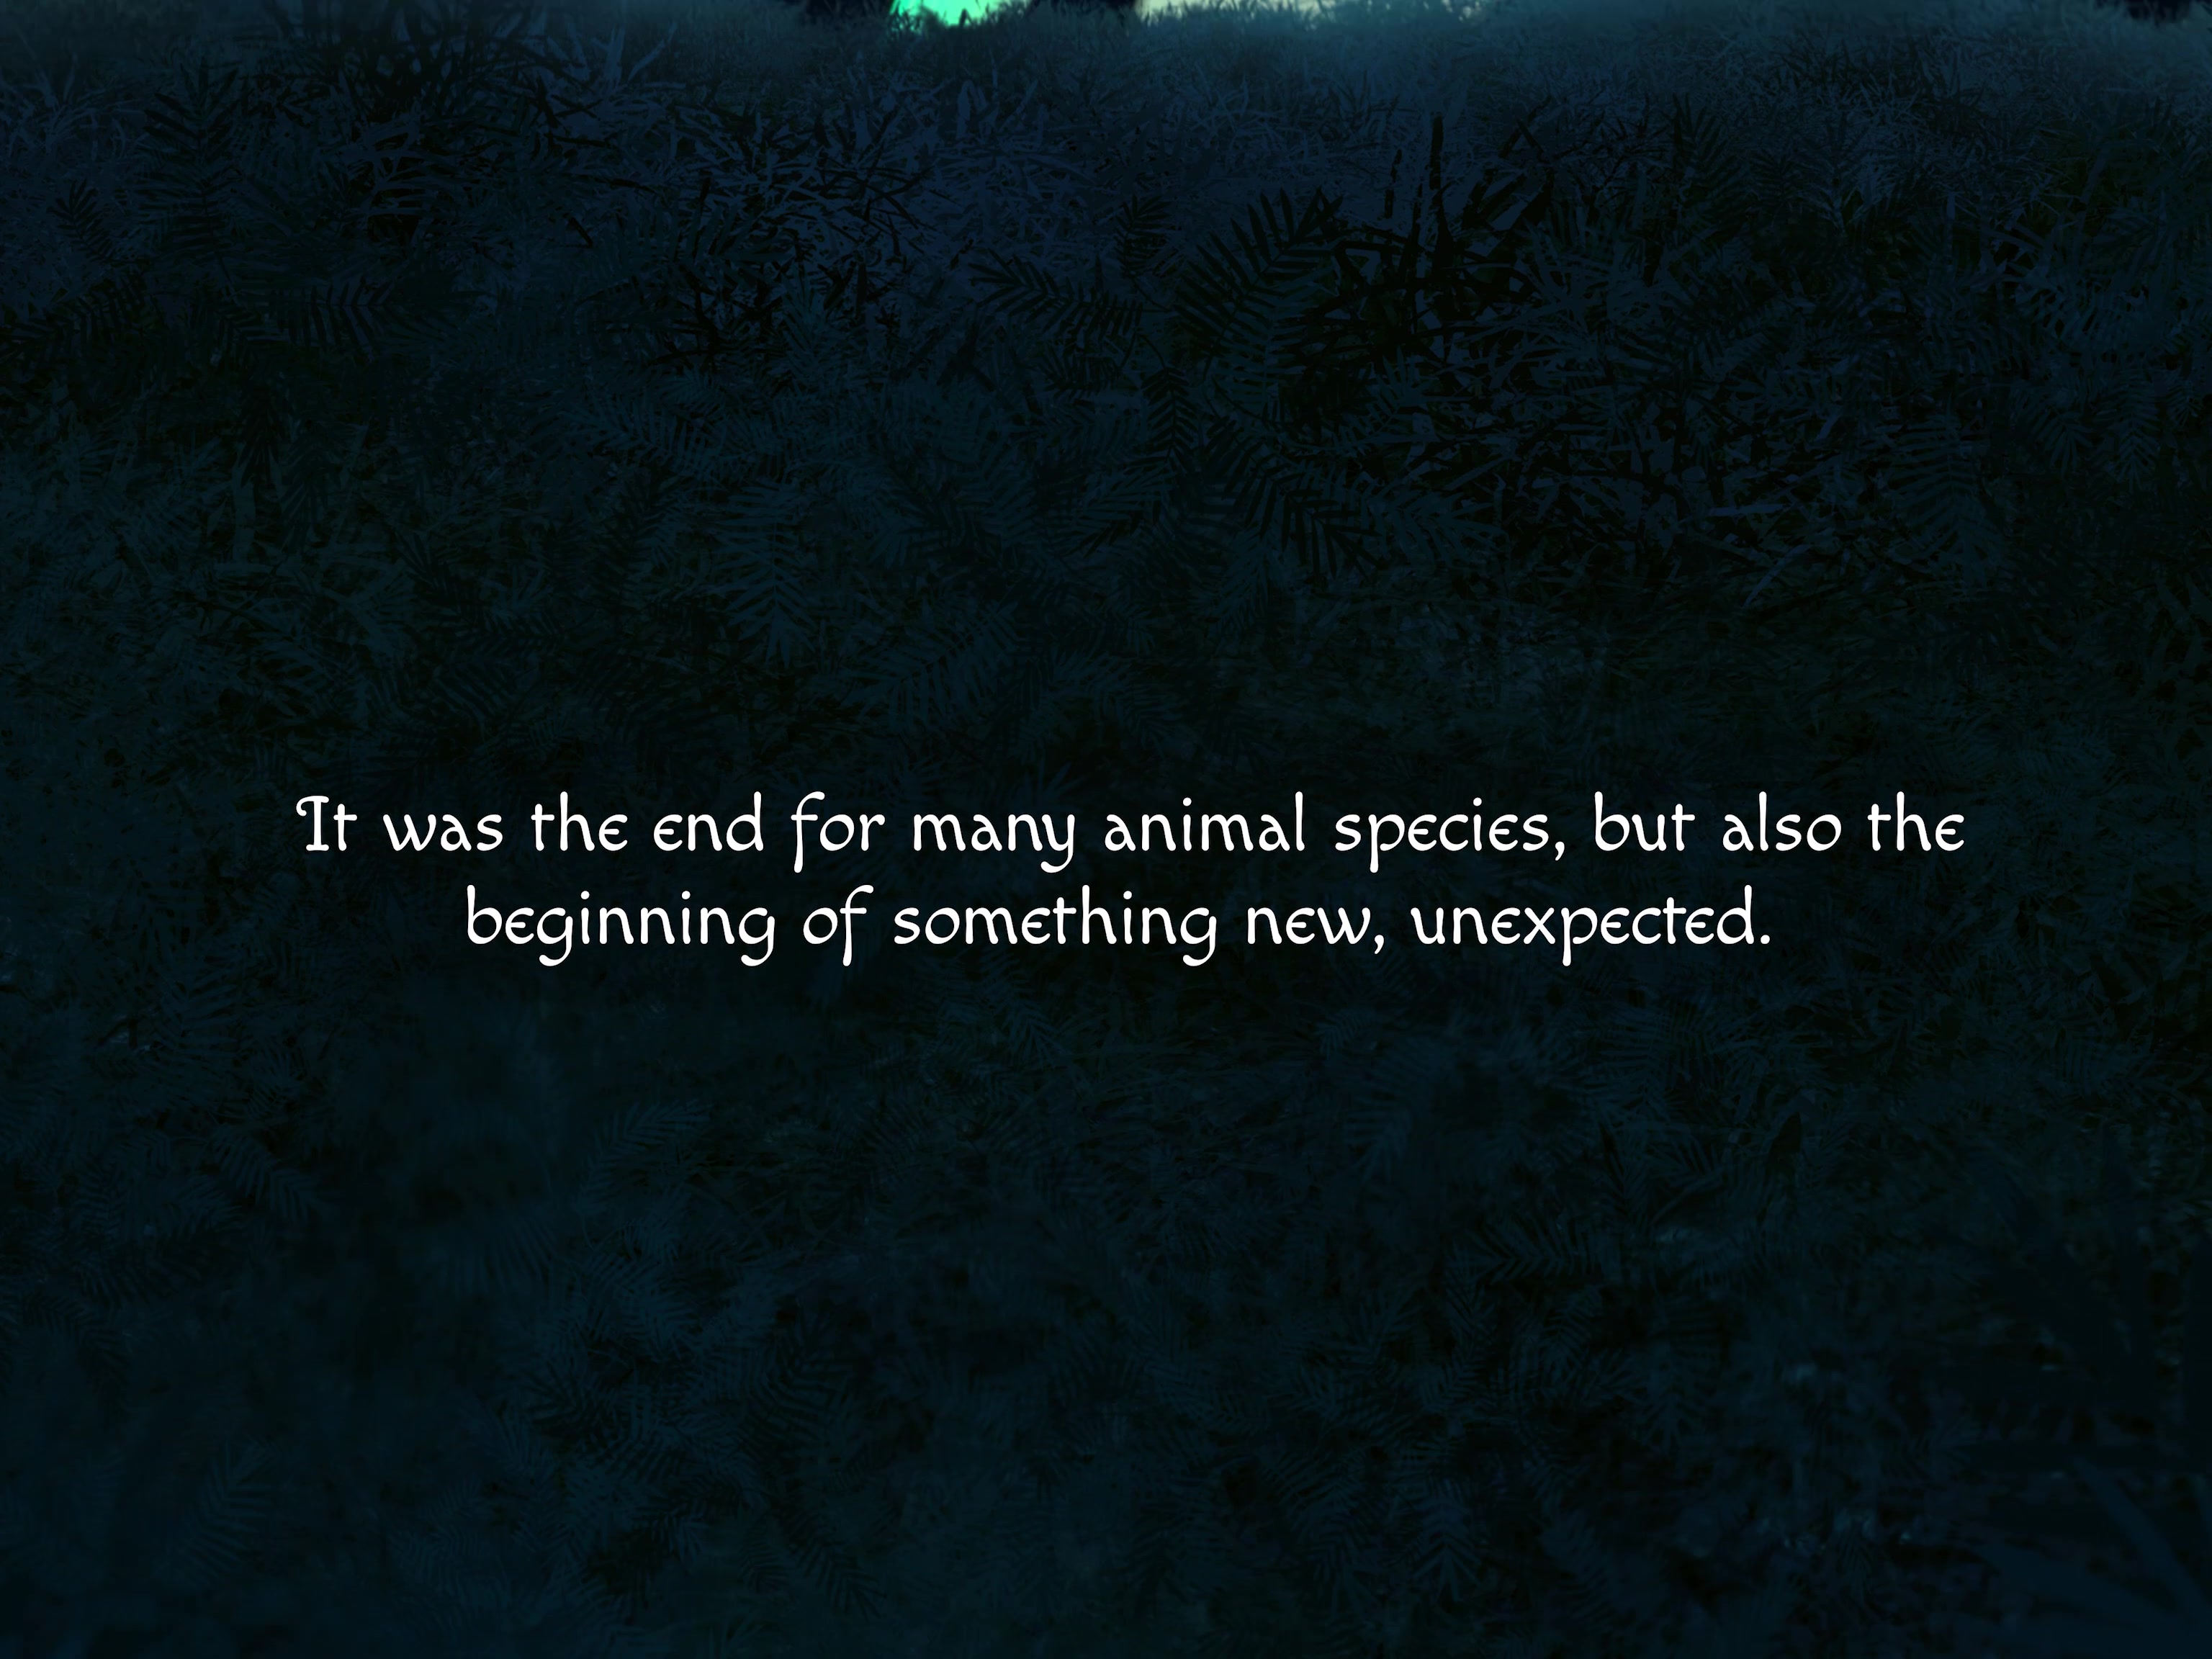 It was the end for many animal species, but also the
beginning of something new, unexpected.